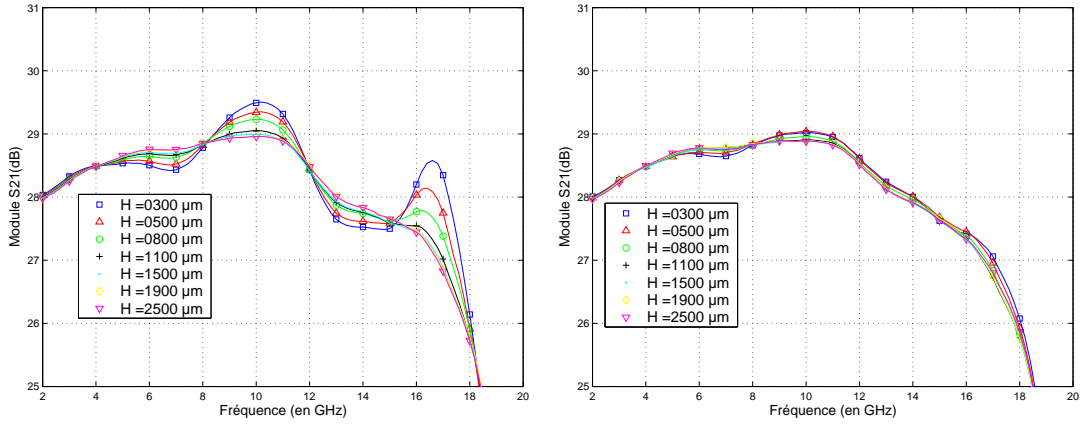 31
30
29
28
27
26
25
Module S21(dB)
H =0300 µm
H =0500 µm
H =0800 µm
H =1100 µm
H =1500 µm
H =1900 µm
H =2500 µm
2 4 6 8 10 12 14 16 18 20
Fréquence (en GHz)
31
30
29
28
27
26
25
Module S21(dB)
H =0300 µm
H =0500 µm
H =0800 µm
H =1100 µm
H =1500 µm
H =1900 µm
H =2500 µm
2 4 6 8 10 12 14 16 18 20
Fréquence (en GHz)